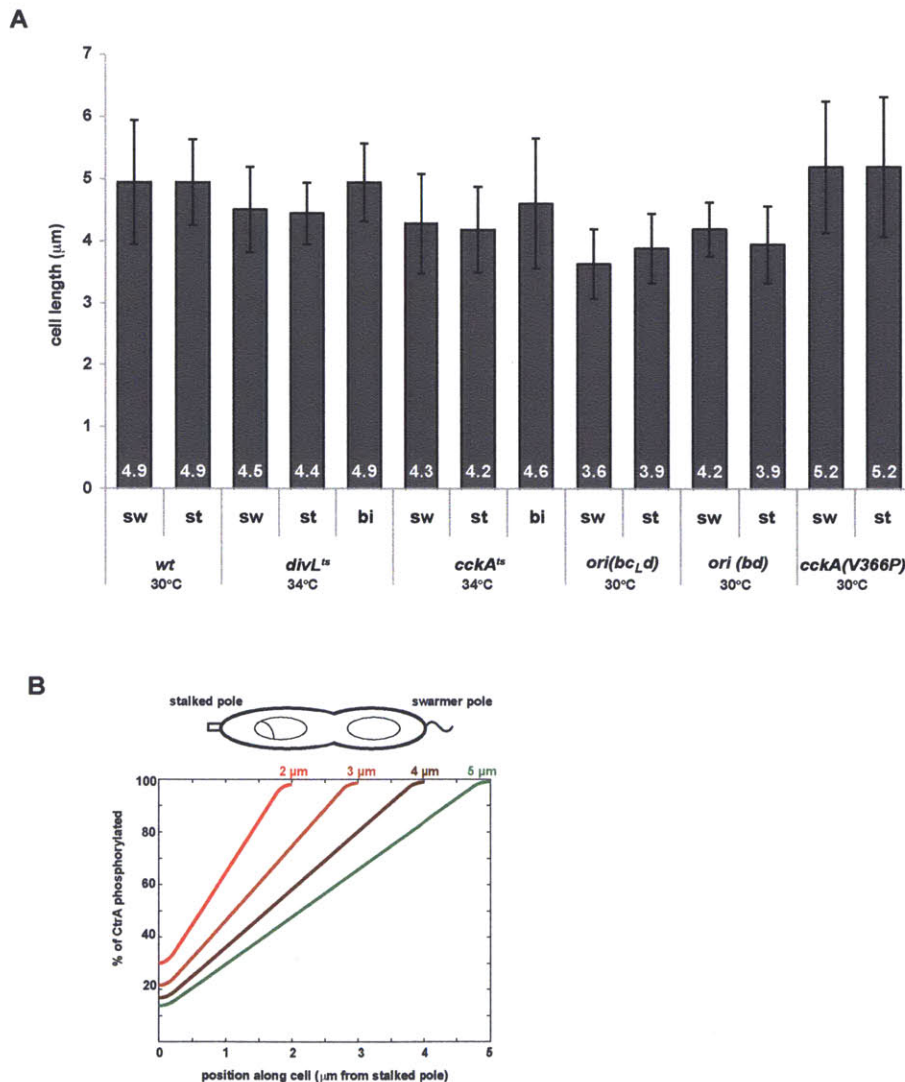 A
7
6
5
4
3
2
1
0
cell length (μm)
4.9 4.9 4.5 4.4 4.9 4.3 4.2 4.6 3.6 3.9 4.2 3.9 5.2 5.2
sw st sw st bi sw st bi sw st sw st sw st
wt divLts cckAts ori(bcLd) ori (bd) cckA(V366P)
30°C 34°C 34°C 30°C 30°C 30°C
B
stalked pole swarmer pole
2 μm 3 μm 4 μm 5 μm
100
80
60
40
20
% of CtrA phosphorylated
0 1 2 3 4 5
position along cell (μm from stalked pole)